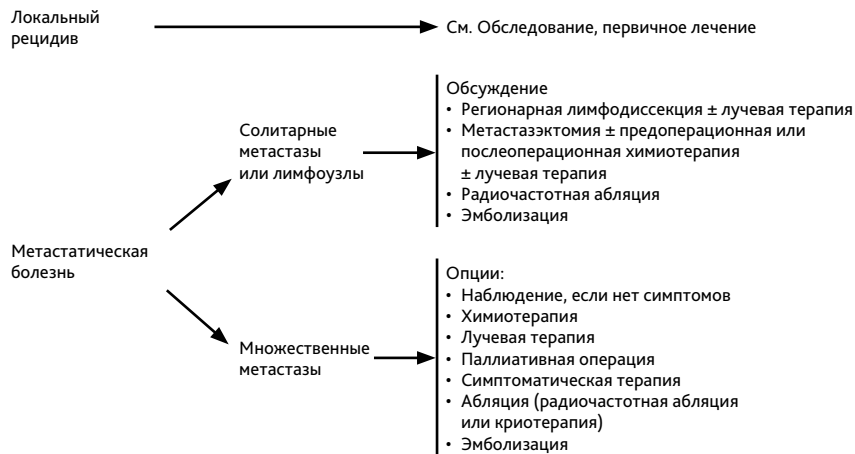 Локальный
рецидив
См. Обследование, первичное лечение
Солитарные
метастазы
или лимфоузлы
Обсуждение
• Регионарная лимфодиссекция ± лучевая терапия
• Метастазэктомия ± предоперационная или
послеоперационная химиотерапия
± лучевая терапия
• Радиочастотная абляция
• Эмболизация
Метастатическая
болезнь
Множественные
метастазы
Опции:
• Наблюдение, если нет симптомов
• Химиотерапия
• Лучевая терапия
• Паллиативная операция
• Симптоматическая терапия
• Абляция (радиочастотная абляция
или криотерапия)
• Эмболизация